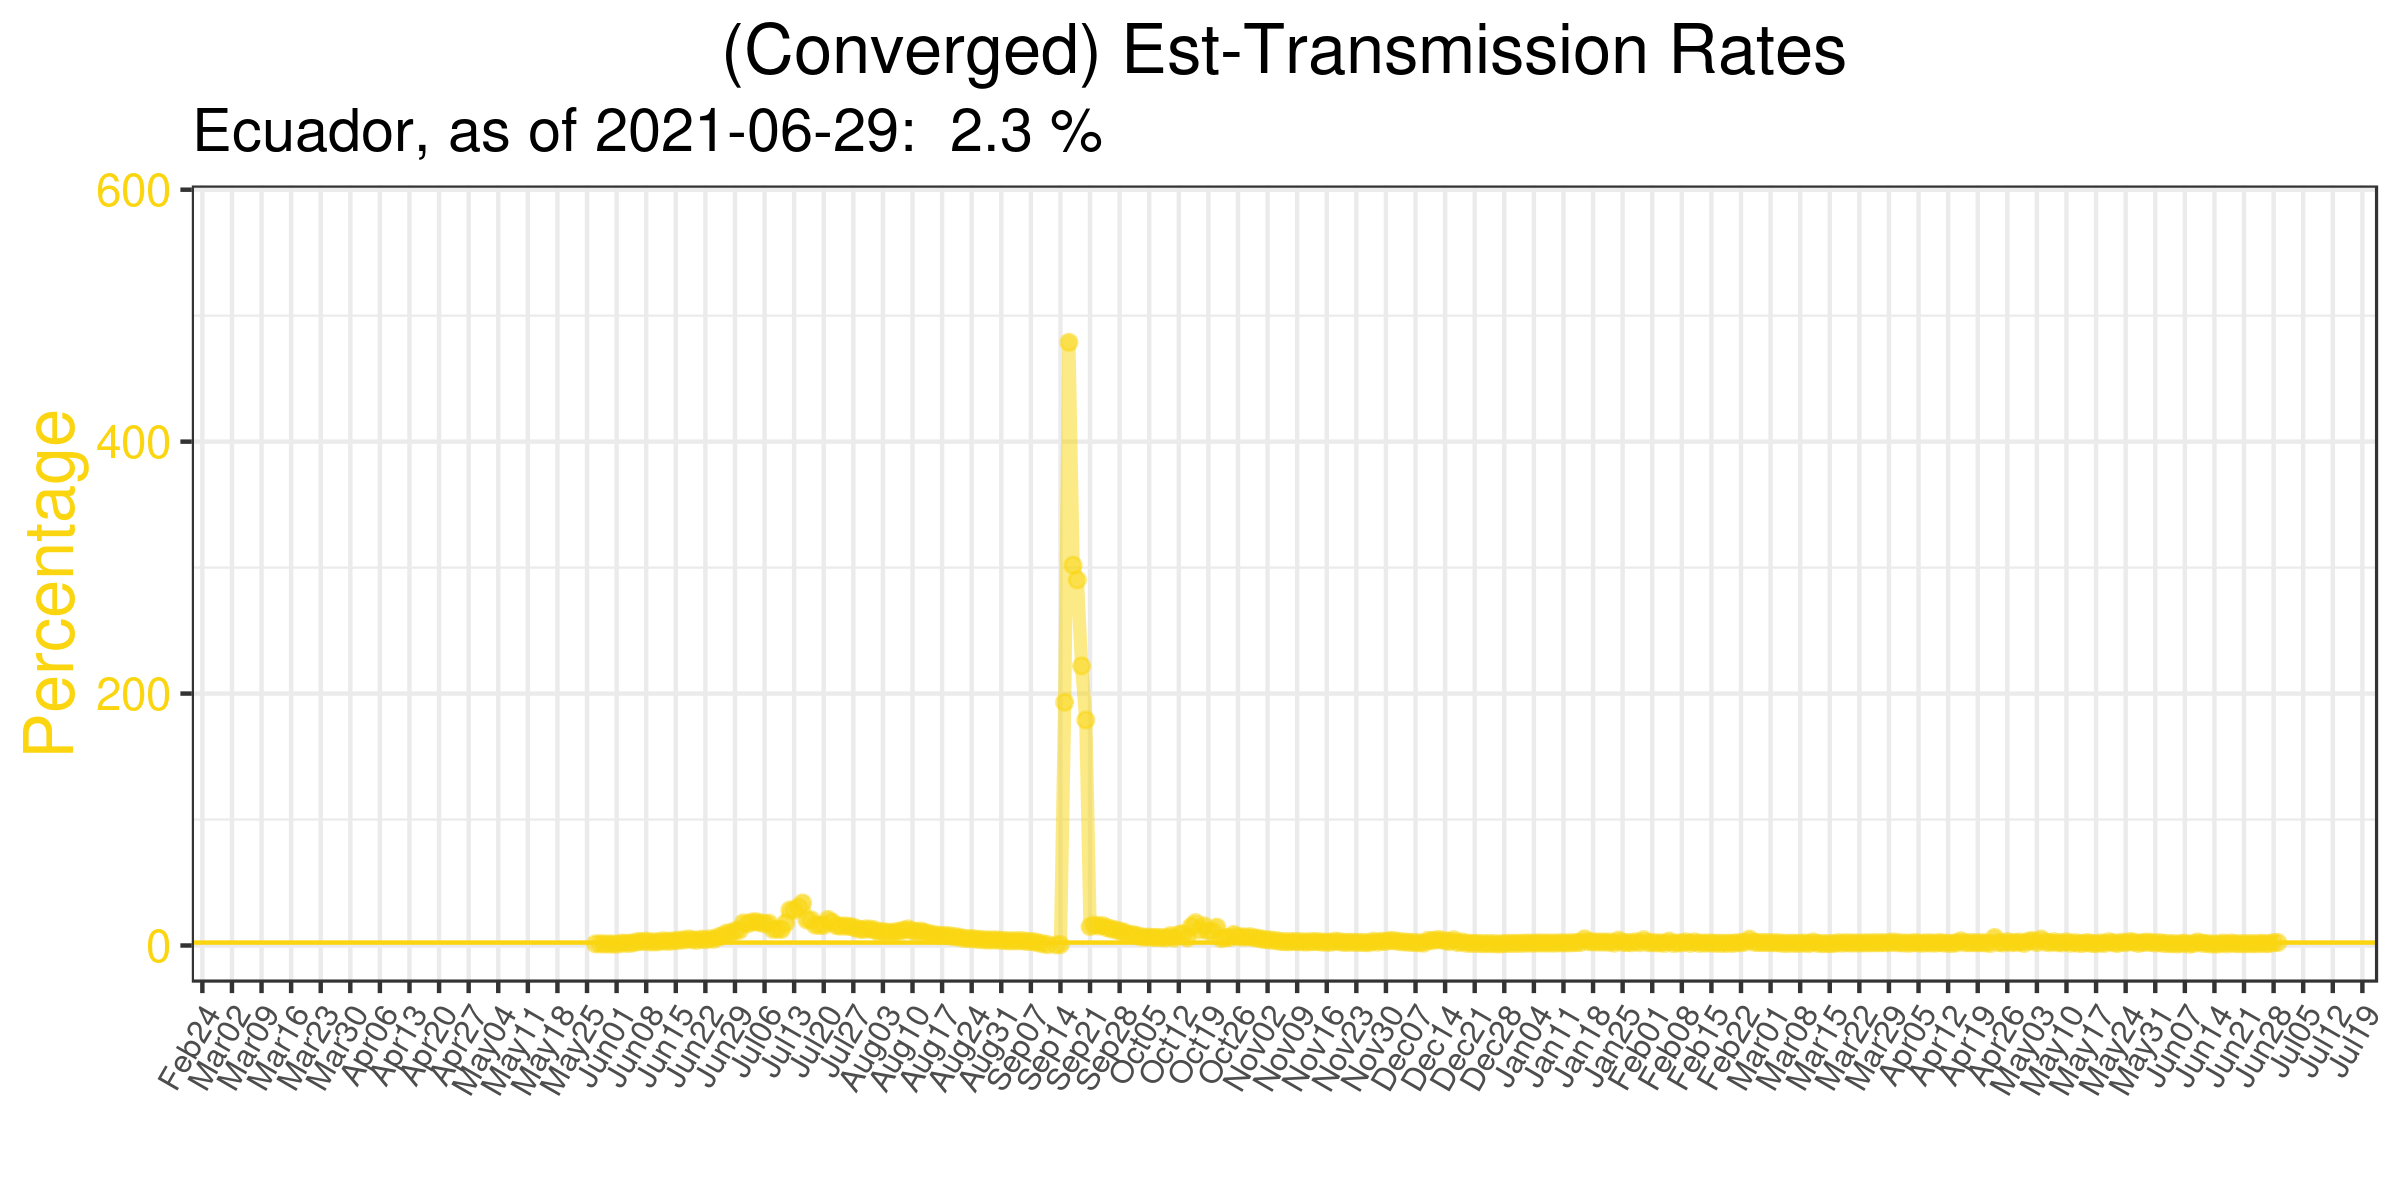 (Converged) Est-Transmission Rates
Ecuador, as of 2021-06-29:  2.3 %
Percentage
600
400
200
0
Feb24
Mar02
Mar09
Mar16
Mar23
Mar30
Apr06
Apr13
Apr20
Apr27
May04
May11
May18
May25
Jun01
Jun08
Jun15
Jun22
Jun29
Jul06
Jul13
Jul20
Jul27
Aug03
Aug10
Aug17
Aug24
Aug31
Sep07
Sep14
Sep21
Sep28
Oct05
Oct12
Oct19
Oct26
Nov02
Nov09
Nov16
Nov23
Nov30
Dec07
Dec14
Dec21
Dec28
Jan04
Jan11
Jan18
Jan25
Feb01
Feb08
Feb15
Feb22
Mar01
Mar08
Mar15
Mar22
Mar29
Apr05
Apr12
Apr19
Apr26
May03
May10
May17
May24
May31
Jun07
Jun14
Jun21
Jun28
Jul05
Jul12
Jul19